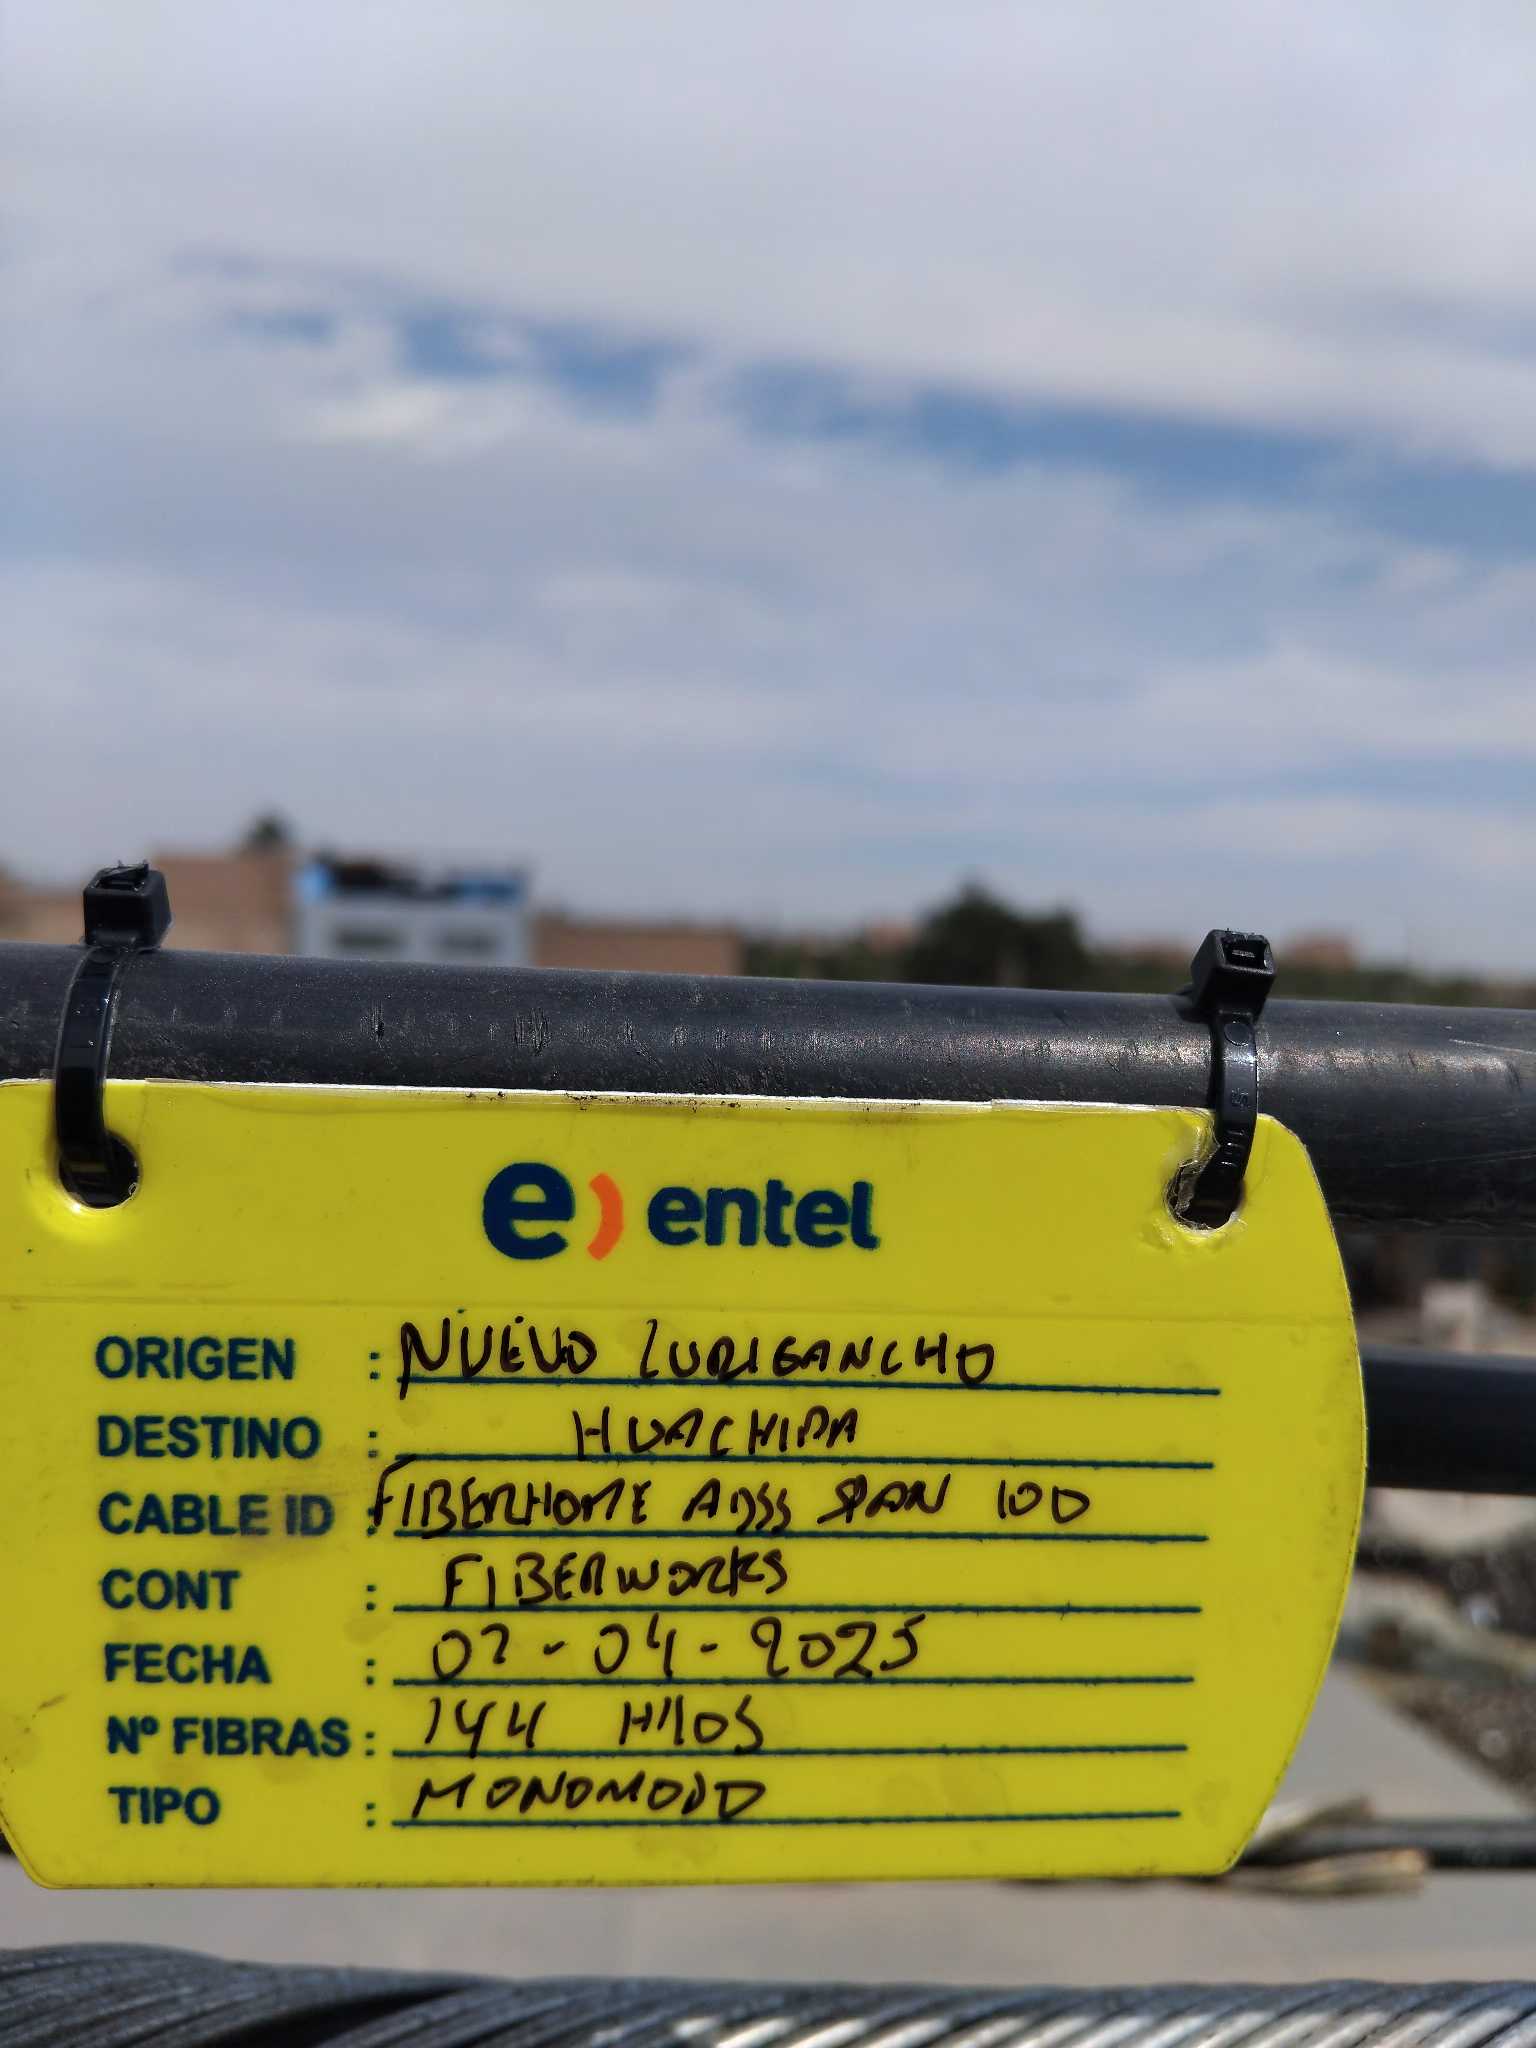 e) entel
ORIGEN : NUEVO LURIGANCHO
DESTINO : HUACHIPA
CABLE ID : FIBERHOME ADSS SPAN 100
CONT : FIBERWORKS
FECHA : 02-04-2025
Nº FIBRAS : 144 HILOS
TIPO : MONOMODO